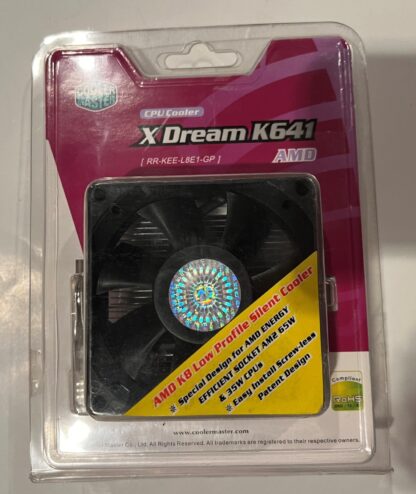 COOLER
MASTER
CPU Cooler
X Dream K641
[ RR-KEE-L8E1-GP ]
AMD
AMD K8 Low Profile Silent Cooler
* Special Design for AMD ENERGY
EFFICIENT SOCKET AM2 65W
& 35W CPUs
* Easy Install Screw-less
Patent Design
Compliant
RoHS
www.coolermaster.com
Master Co., Ltd. All Rights Reserved. All trademarks are registered to their respective owners.